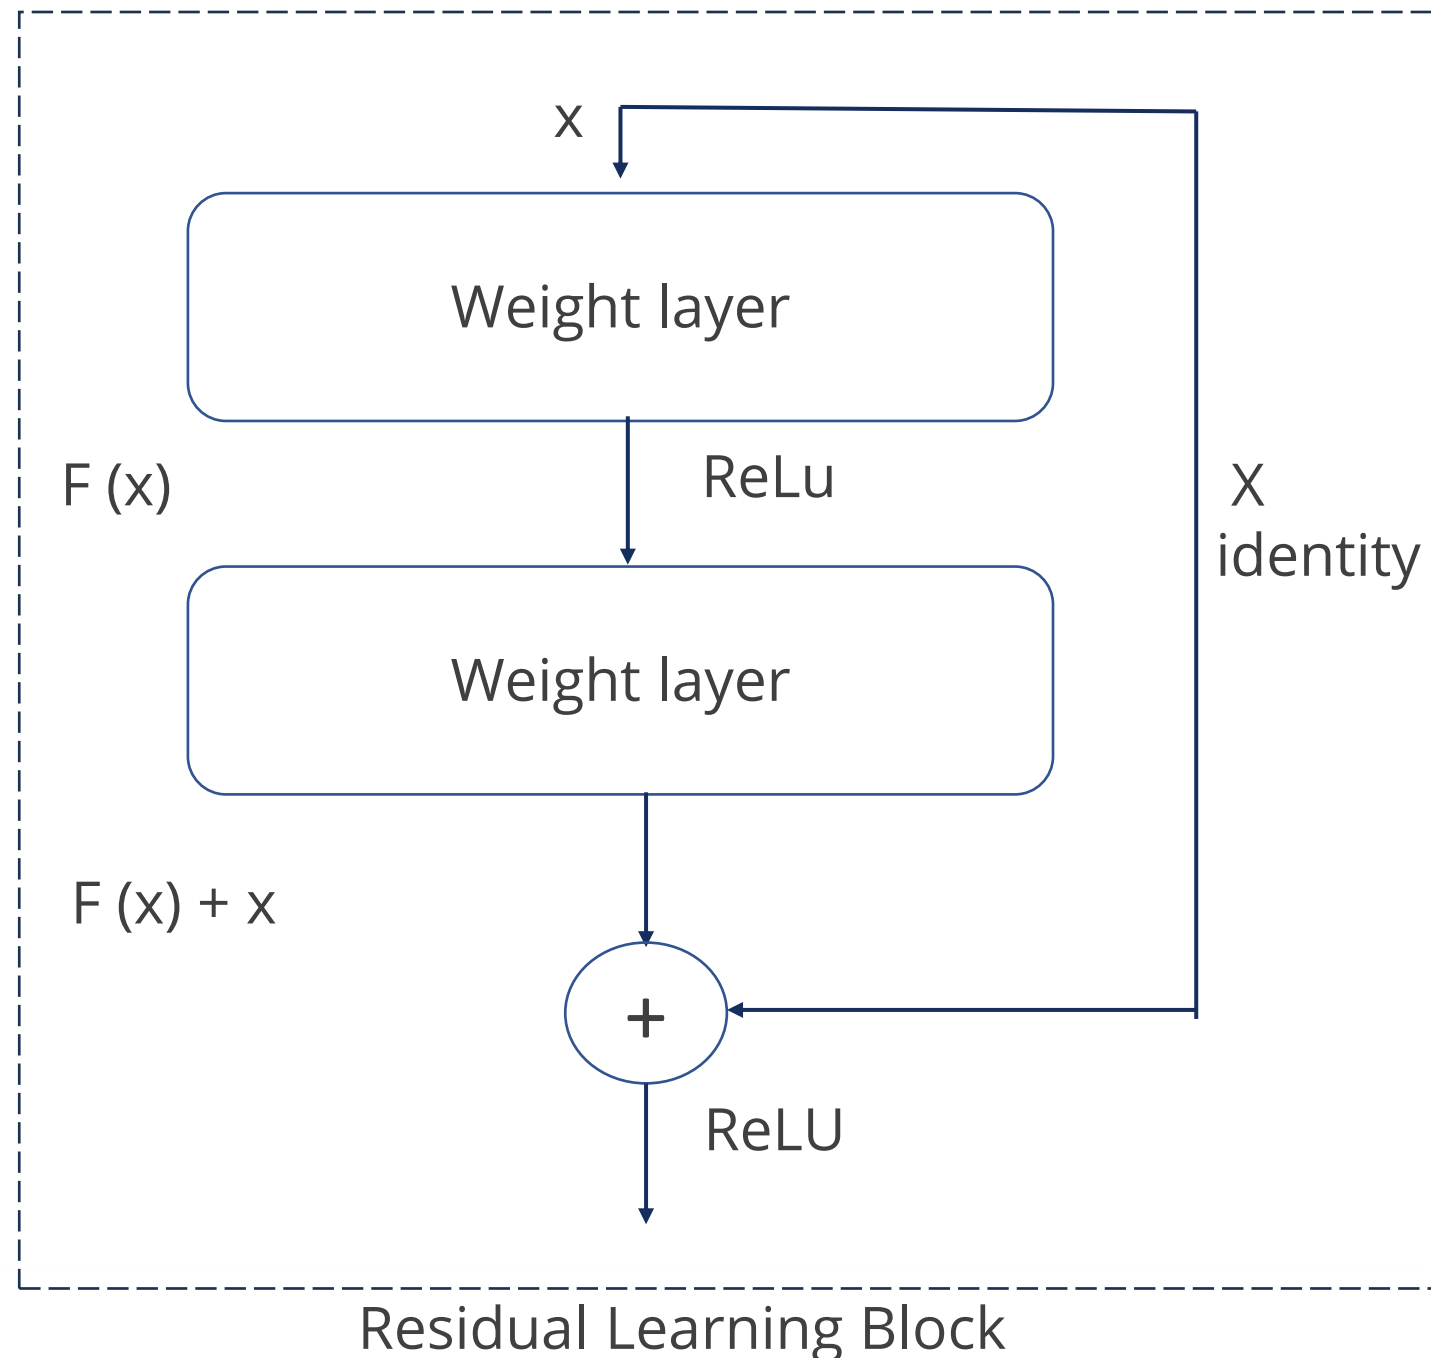 x
Weight layer
F (x)
ReLu
X
identity
Weight layer
F (x) + x
+
ReLU
Residual Learning Block